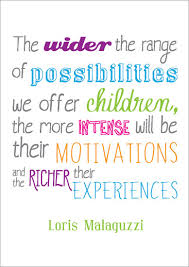 The wider the range
of possibilities
we offer children,
the more INTENSE will be
their MOTIVATIONS
and the RICHER their
EXPERIENCES
Loris Malaguzzi